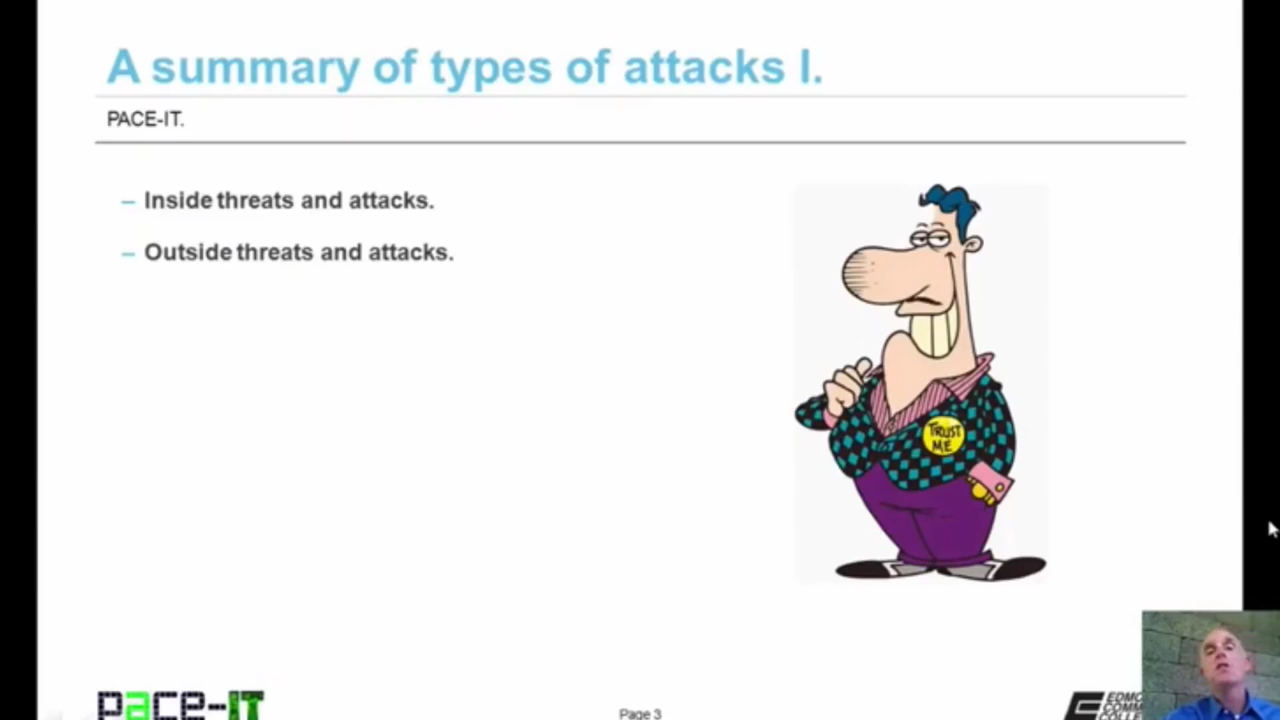 A summary of types of attacks I.
PACE-IT.
– Inside threats and attacks.
– Outside threats and attacks.
TRUST
ME
pace-IT
Page 3